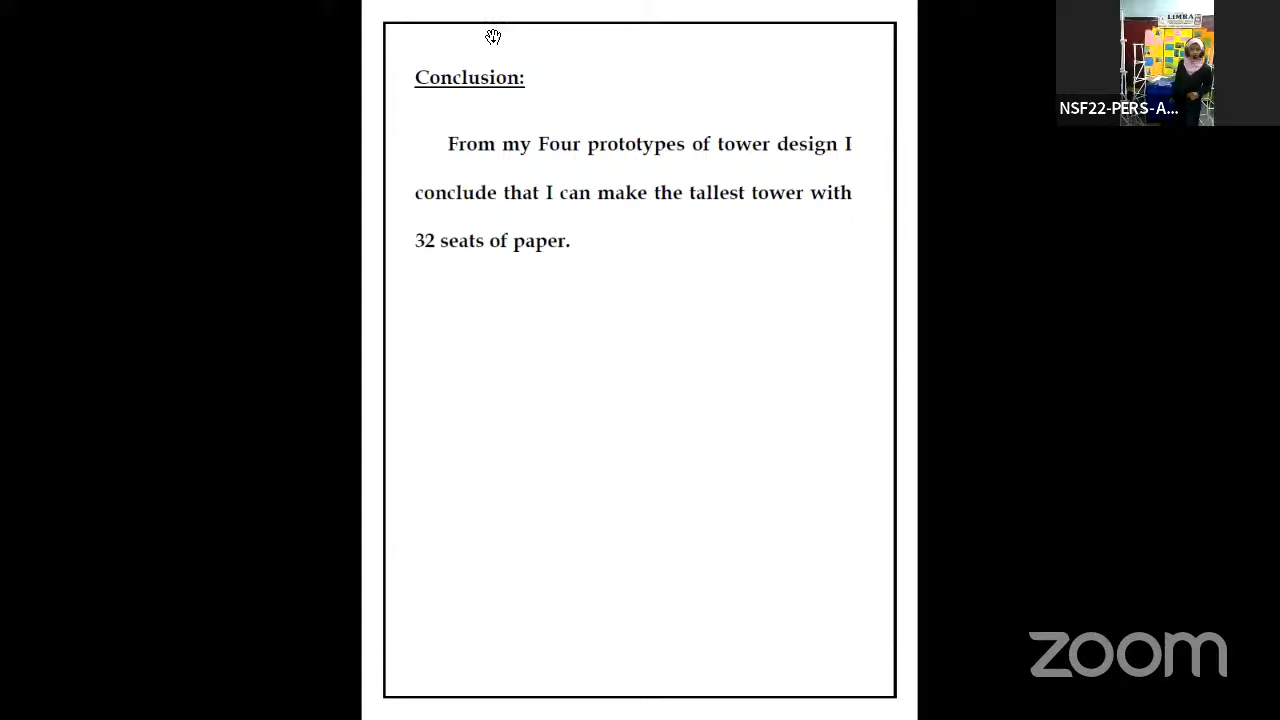 Conclusion:
From my Four prototypes of tower design I
conclude that I can make the tallest tower with
32 seats of paper.
LIMRA
NSF22-PERS-A...
zoom